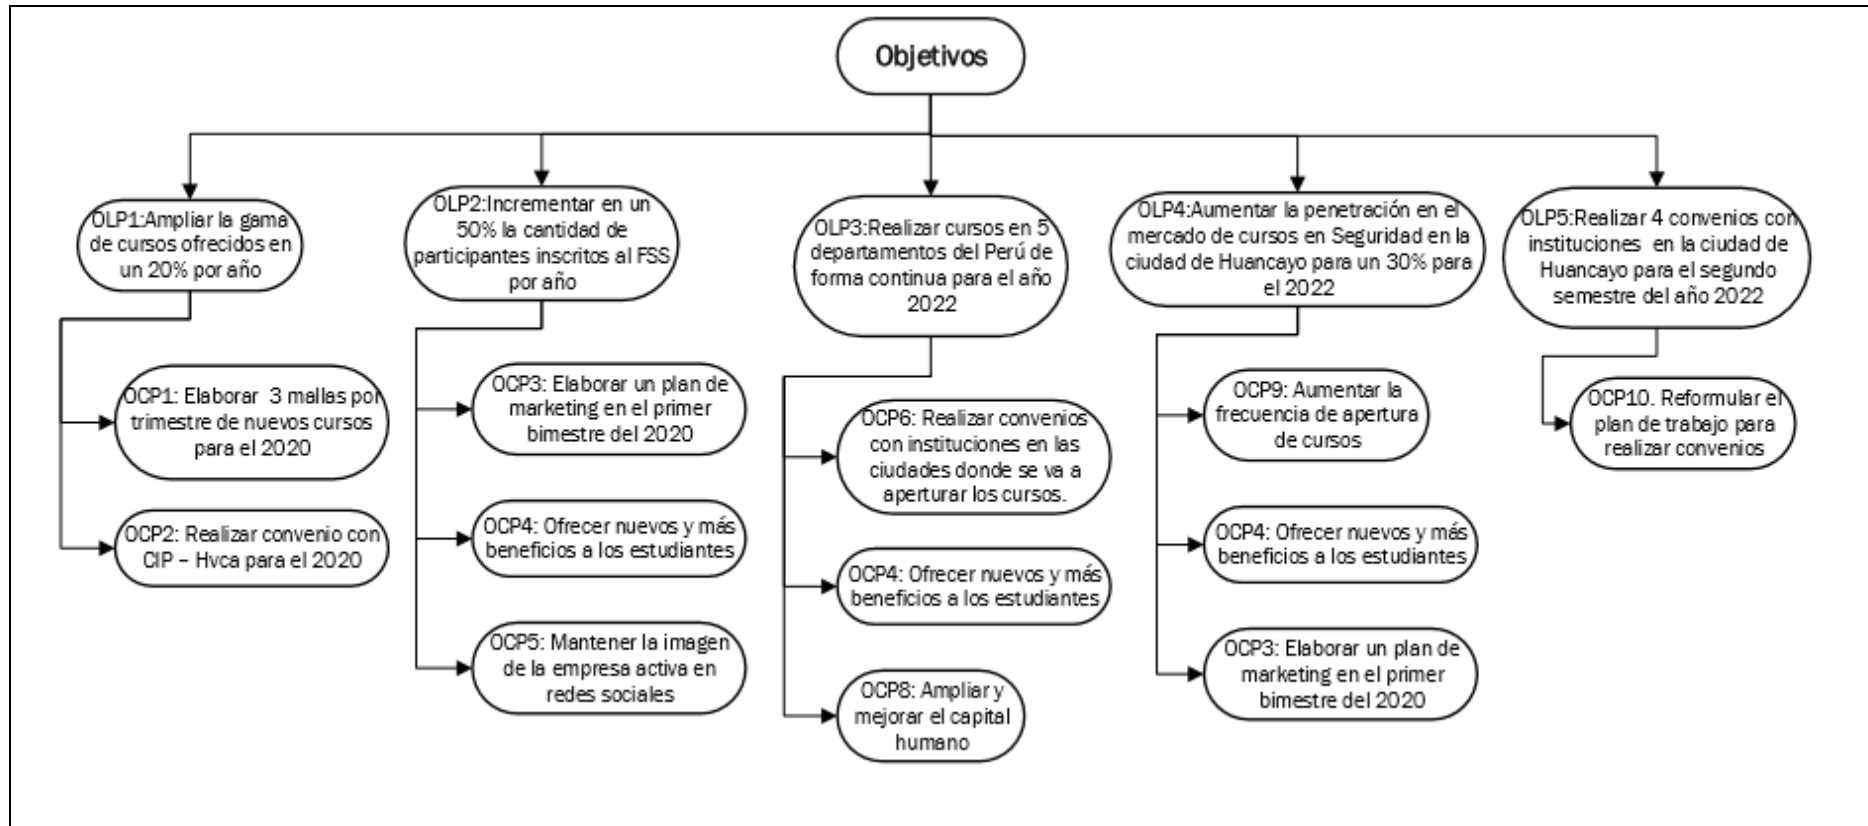 Objetivos
OLP1:Ampliar la gama
de cursos ofrecidos en
un 20% por año
OCP1: Elaborar  3 mallas por
trimestre de nuevos cursos
para el 2020
OCP2: Realizar convenio con
CIP – Hvca para el 2020
OLP2:Incrementar en un
50% la cantidad de
participantes inscritos al FSS
por año
OCP3: Elaborar un plan de
marketing en el primer
bimestre del 2020
OCP4: Ofrecer nuevos y más
beneficios a los estudiantes
OCP5: Mantener la imagen
de la empresa activa en
redes sociales
OLP3:Realizar cursos en 5
departamentos del Perú de
forma continua para el año
2022
OCP6: Realizar convenios
con instituciones en las
ciudades donde se va a
aperturar los cursos.
OCP4: Ofrecer nuevos y más
beneficios a los estudiantes
OCP8: Ampliar y
mejorar el capital
humano
OLP4:Aumentar la penetración en el
mercado de cursos en Seguridad en la
ciudad de Huancayo para un 30% para
el 2022
OCP9: Aumentar la
frecuencia de apertura
de cursos
OCP4: Ofrecer nuevos y más
beneficios a los estudiantes
OCP3: Elaborar un plan de
marketing en el primer
bimestre del 2020
OLP5:Realizar 4 convenios con
instituciones  en la ciudad de
Huancayo para el segundo
semestre del año 2022
OCP10. Reformular el
plan de trabajo para
realizar convenios